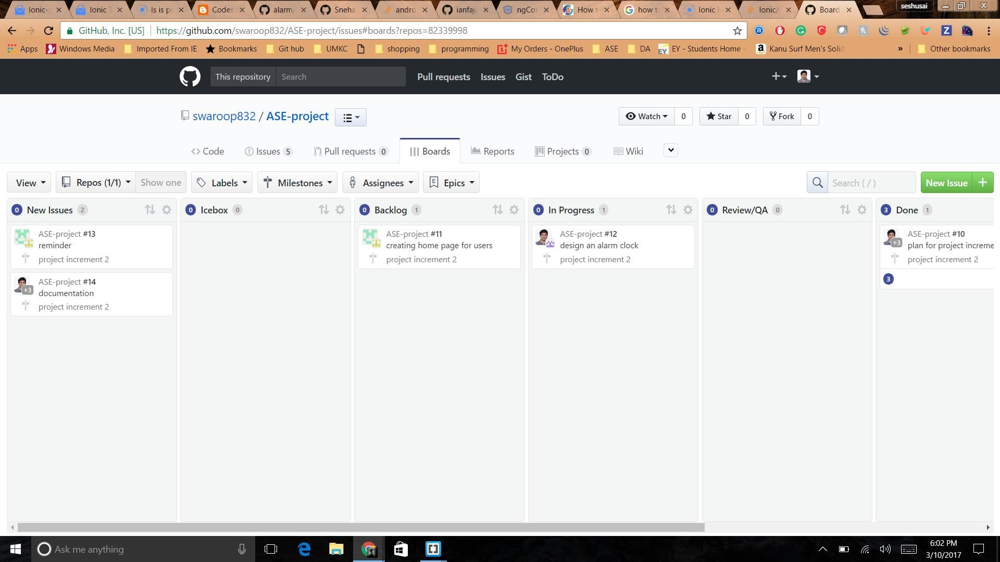 Ionic-s
Ionic T
Is is po
Codes
alarm/
Sneha
andro
ianfaja
ngCor
How t
how to
Ionic
Ionic/
Board
seshusai
GitHub, Inc. [US] https://github.com/swaroop832/ASE-project/issues#boards?repos=82339998
Apps Windows Media Imported From IE Bookmarks Git hub UMKC shopping programming My Orders - OnePlus ASE DA EY - Students Home - Kanu Surf Men's Solid » Other bookmarks
This repository Search Pull requests Issues Gist ToDo
swaroop832 / ASE-project Watch 0 Star 0 Fork 0
Code Issues 5 Pull requests 0 Boards Reports Projects 0 Wiki
View Repos (1/1) Show one Labels Milestones Assignees E Epics Search ( / ) New Issue +
0 New Issues 2
ASE-project #13
reminder
project increment 2
+3 ASE-project #14
documentation
project increment 2
0 Icebox 0
0 Backlog 1
ASE-project #11
creating home page for users
project increment 2
0 In Progress 1
ASE-project #12
design an alarm clock
project increment 2
0 Review/QA 0
3 Done 1
ASE-project #10
+3 plan for project increme
project increment 2
3
Ask me anything
6:02 PM
3/10/2017